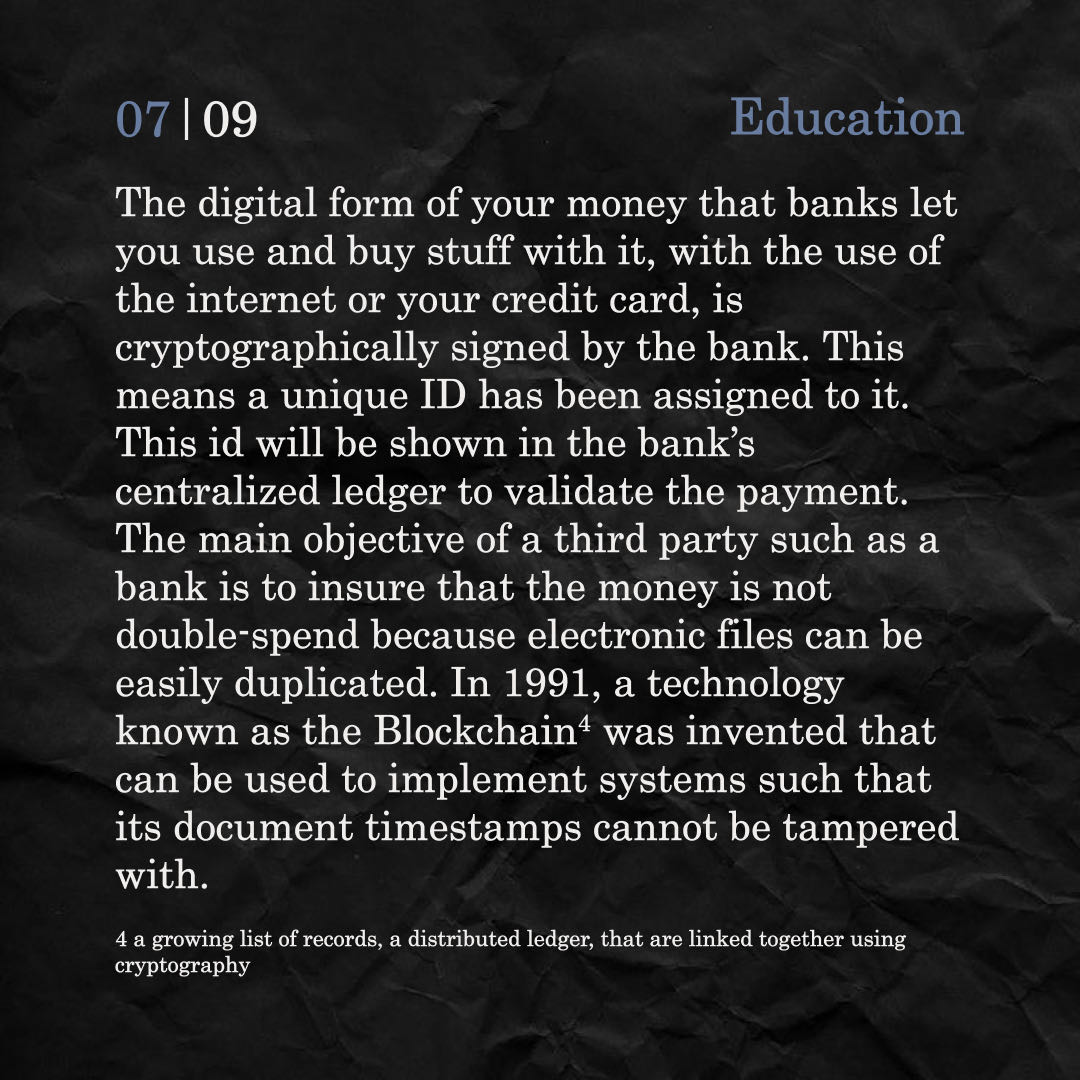 07 | 09
Education
The digital form of your money that banks let
you use and buy stuff with it, with the use of
the internet or your credit card, is
cryptographically signed by the bank. This
means a unique ID has been assigned to it.
This id will be shown in the bank’s
centralized ledger to validate the payment.
The main objective of a third party such as a
bank is to insure that the money is not
double-spend because electronic files can be
easily duplicated. In 1991, a technology
known as the Blockchain⁴ was invented that
can be used to implement systems such that
its document timestamps cannot be tampered
with.
4 a growing list of records, a distributed ledger, that are linked together using
cryptography